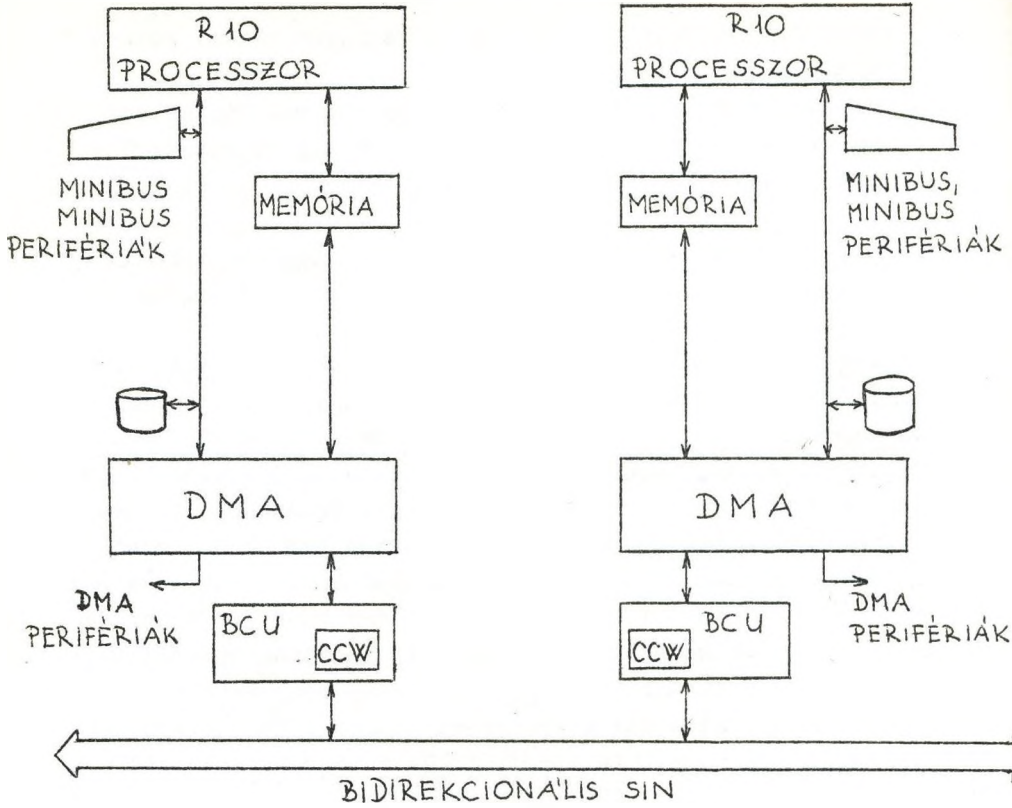 R10
PROCESSZOR
R10
PROCESSZOR
MINIBUS
MINIBUS
PERIFÉRIÁK
MEMÓRIA
MEMÓRIA
MINIBUS,
MINIBUS
PERIFÉRIÁK
DMA
DMA
DMA
PERIFÉRIÁK
BCU
CCW
BCU
CCW
DMA
PERIFÉRIÁK
BIDIREKCIONÁLIS SIN